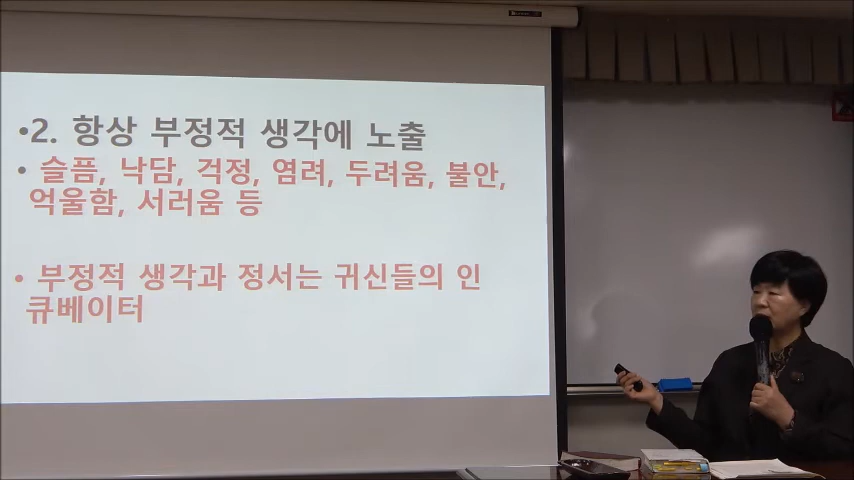 •2. 항상 부정적 생각에 노출
• 슬픔, 낙담, 걱정, 염려, 두려움, 불안,
억울함, 서러움 등
• 부정적 생각과 정서는 귀신들의 인
큐베이터